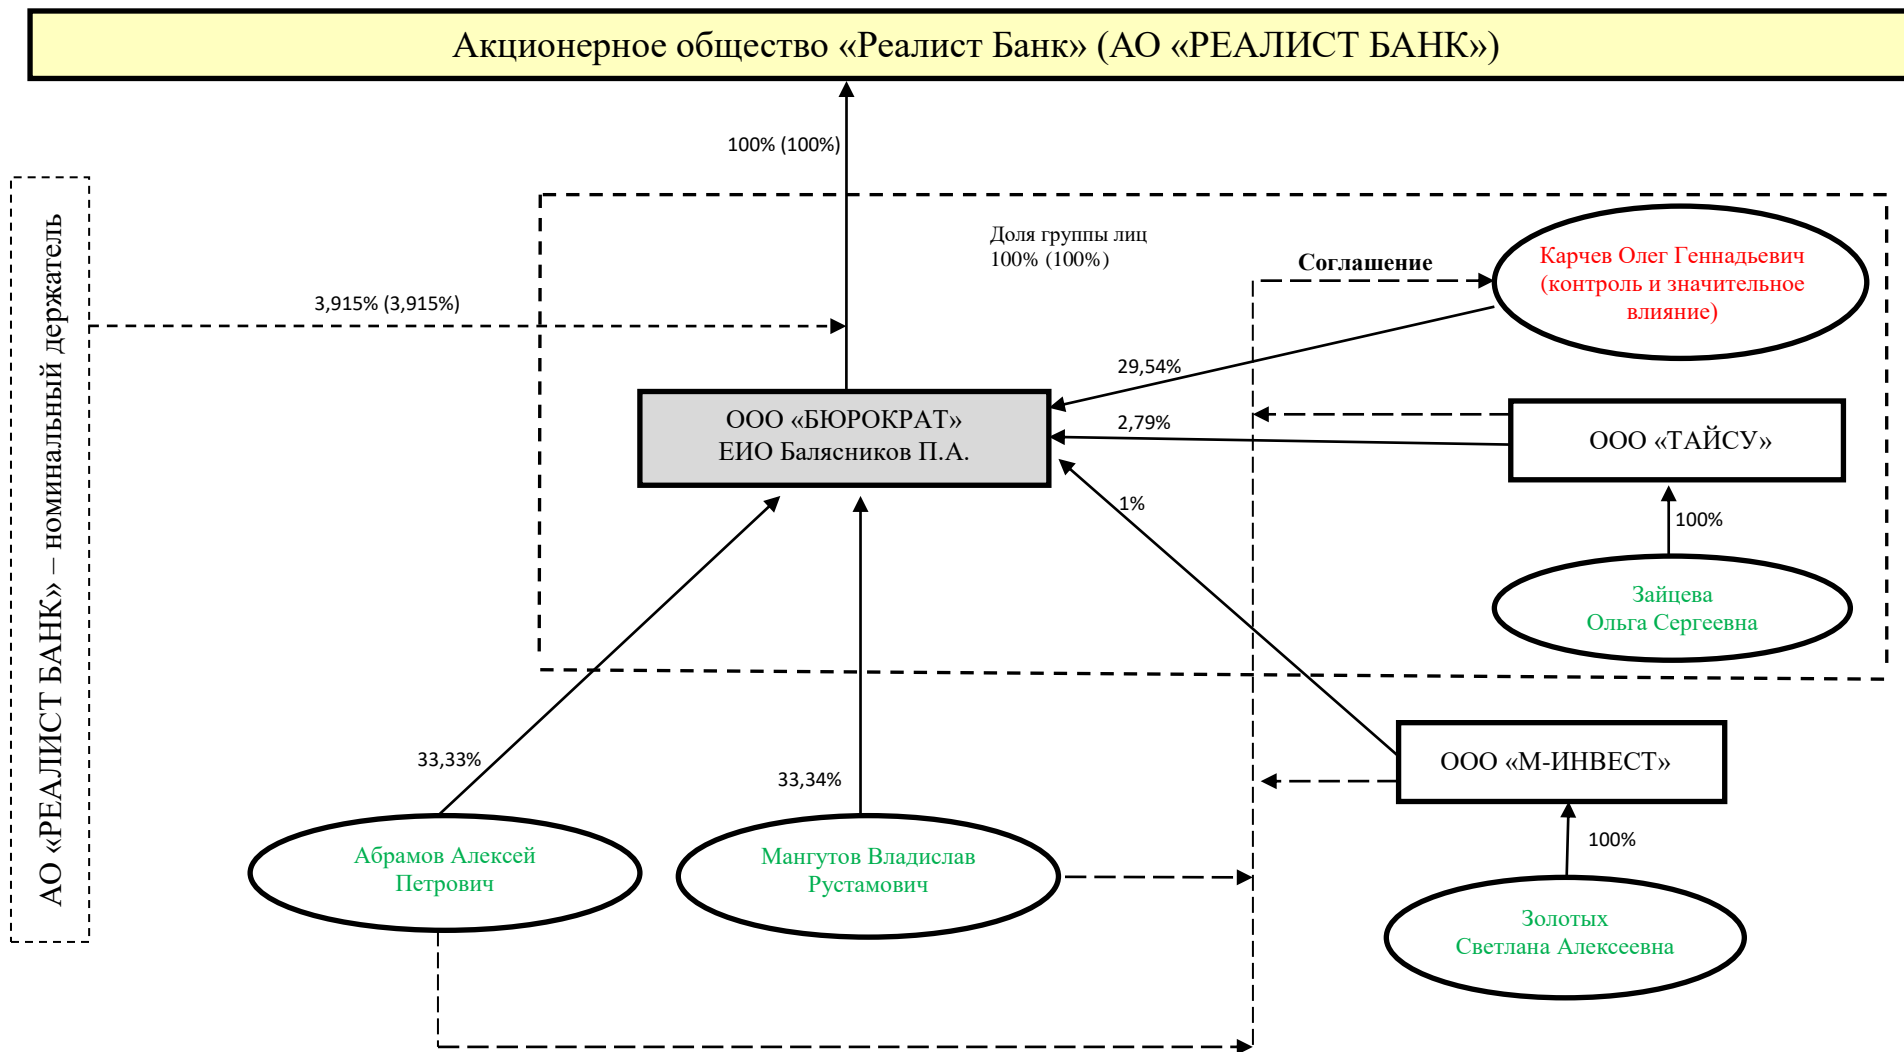 Акционерное общество «Реалист Банк» (АО «РЕАЛИСТ БАНК»)
100% (100%)
АО «РЕАЛИСТ БАНК» – номинальный держатель
Доля группы лиц
100% (100%)
Соглашение
Карчев Олег Геннадьевич
(контроль и значительное
влияние)
3,915% (3,915%)
29,54%
ООО «БЮРОКРАТ»
ЕИО Балясников П.А.
2,79%
ООО «ТАЙСУ»
1%
100%
Зайцева
Ольга Сергеевна
33,33%
33,34%
ООО «М-ИНВЕСТ»
100%
Абрамов Алексей
Петрович
Мангутов Владислав
Рустамович
Золотых
Светлана Алексеевна